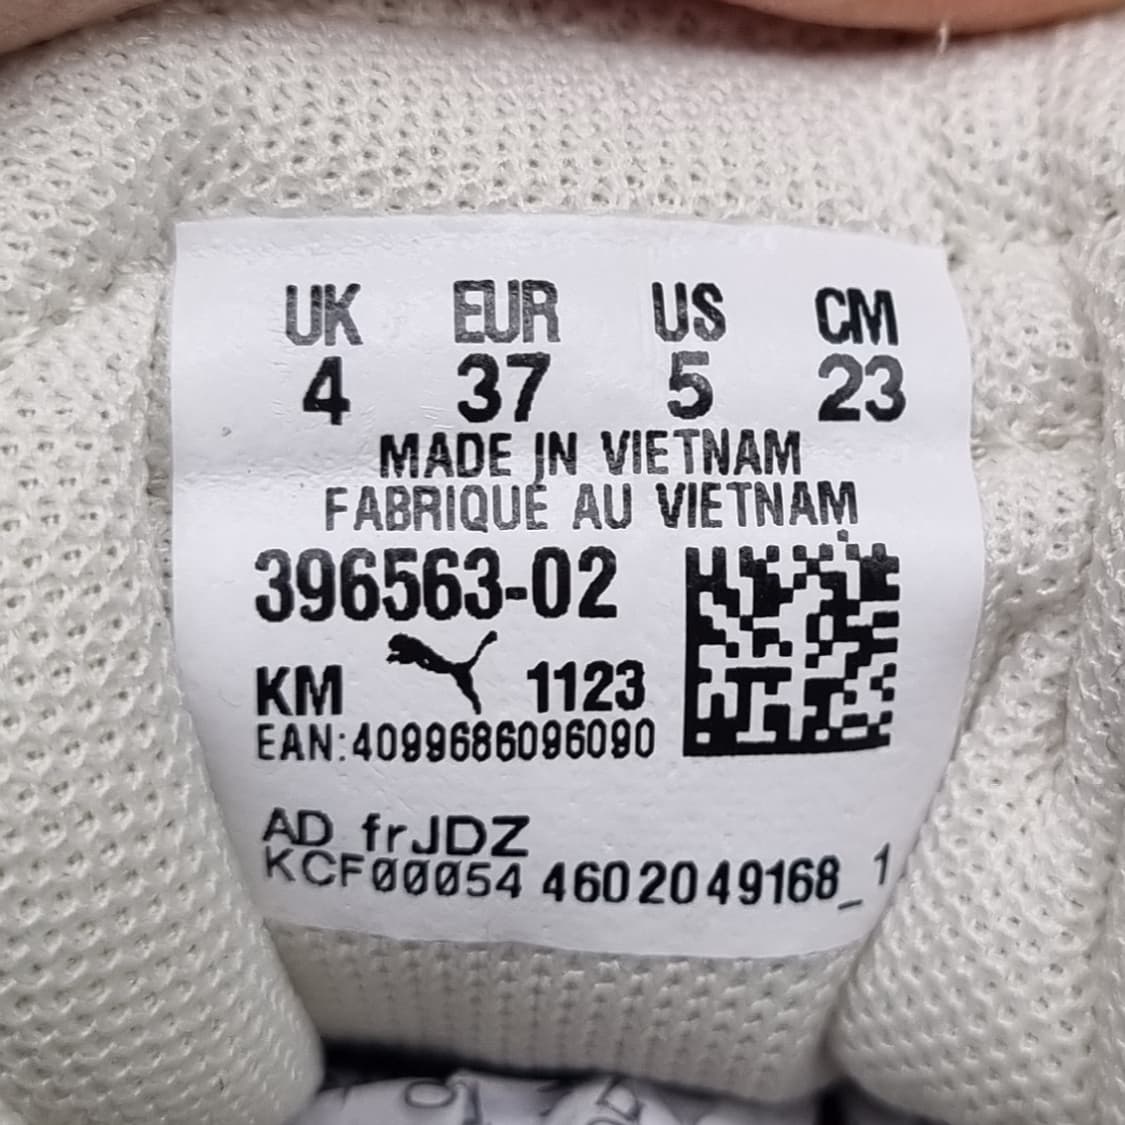 UK EUR US CM
4 37 5 23
MADE IN VIETNAM
FABRIQUÉ AU VIETNAM
396563-02
KM 1123
EAN:4099686096090
AD frJDZ
KCF00054 4602049168_1